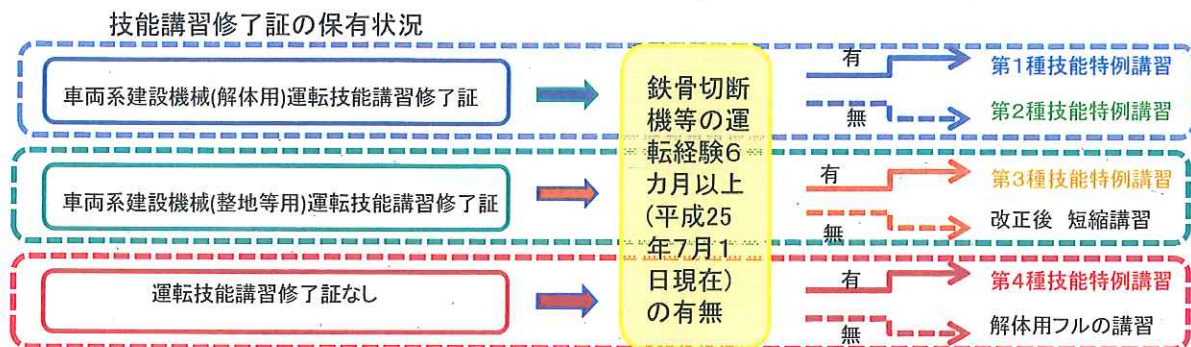 技能講習修了証の保有状況
車両系建設機械(解体用)運転技能講習修了証
車両系建設機械(整地等用)運転技能講習修了証
運転技能講習修了証なし
鉄骨切断
機等の運
転経験6
カ月以上
(平成25
年7月1
日現在)
の有無
有
第1種技能特例講習
無
第2種技能特例講習
有
第3種技能特例講習
無
改正後 短縮講習
有
第4種技能特例講習
無
解体用フルの講習